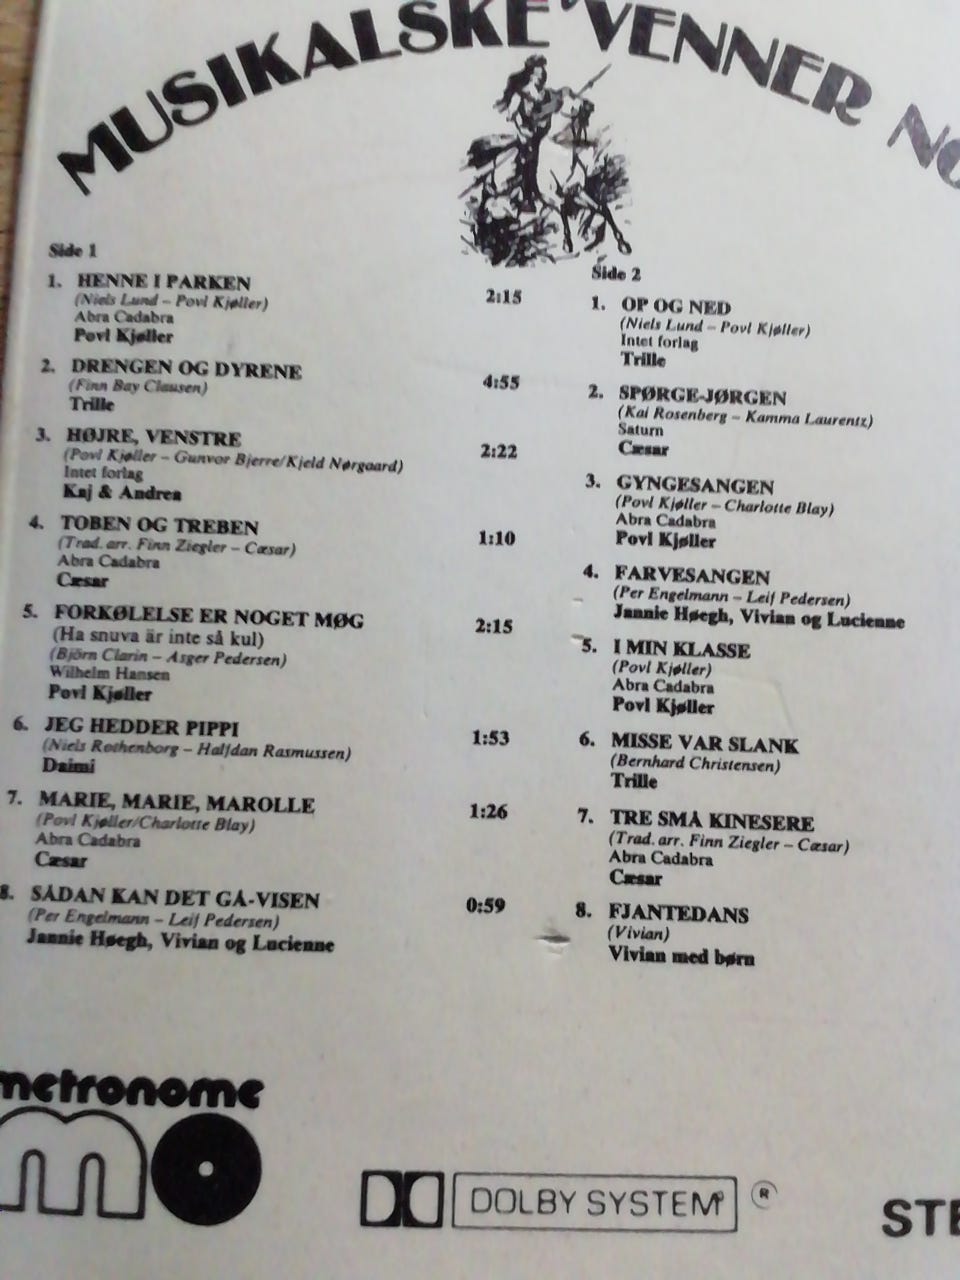 MUSIKALSKE VENNER
Side 1
1. HENNE I PARKEN 2:15
(Niels Lund – Povl Kjøller)
Abra Cadabra
Povl Kjøller
2. DRENGEN OG DYRENE 4:55
(Finn Bay Clausen)
Trille
3. HØJRE, VENSTRE 2:22
(Povl Kjøller – Gunvor Bjerre/Kjeld Nørgaard)
Intet forlag
Kaj & Andrea
4. TOBEN OG TREBEN 1:10
(Trad. arr. Finn Ziegler – Cæsar)
Abra Cadabra
Cæsar
5. FORKØLELSE ER NOGET MØG 2:15
(Ha snuva är inte så kul)
(Björn Clarin – Asger Pedersen)
Wilhelm Hansen
Povl Kjøller
6. JEG HEDDER PIPPI 1:53
(Niels Rothenborg – Halfdan Rasmussen)
Daimi
7. MARIE, MARIE, MAROLLE 1:26
(Povl Kjøller/Charlotte Blay)
Abra Cadabra
Cæsar
8. SÅDAN KAN DET GÅ-VISEN 0:59
(Per Engelmann – Leif Pedersen)
Jannie Høegh, Vivian og Lucienne
Side 2
1. OP OG NED
(Niels Lund – Povl Kjøller)
Intet forlag
Trille
2. SPØRGE-JØRGEN
(Kai Rosenberg – Kamma Laurentz)
Saturn
Cæsar
3. GYNGESANGEN
(Povl Kjøller – Charlotte Blay)
Abra Cadabra
Povl Kjøller
4. FARVESANGEN
(Per Engelmann – Leif Pedersen)
Jannie Høegh, Vivian og Lucienne
5. I MIN KLASSE
(Povl Kjøller)
Abra Cadabra
Povl Kjøller
6. MISSE VAR SLANK
(Bernhard Christensen)
Trille
7. TRE SMÅ KINESERE
(Trad. arr. Finn Ziegler – Cæsar)
Abra Cadabra
Cæsar
8. FJANTEDANS
(Vivian)
Vivian med børn
metronome
mo
DOLBY SYSTEM ®